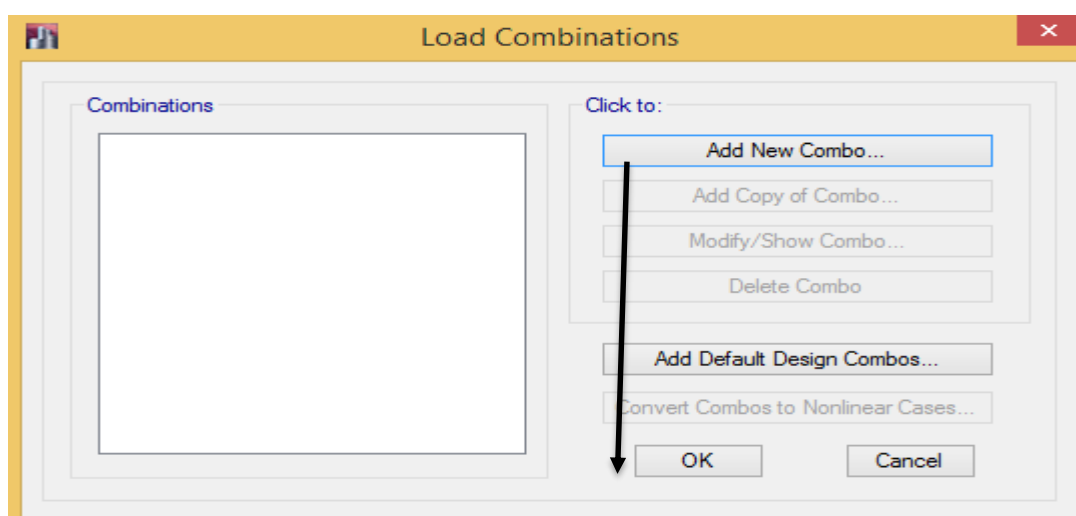 Load Combinations
Combinations
Click to:
Add New Combo...
Add Copy of Combo...
Modify/Show Combo...
Delete Combo
Add Default Design Combos...
Convert Combos to Nonlinear Cases...
OK
Cancel